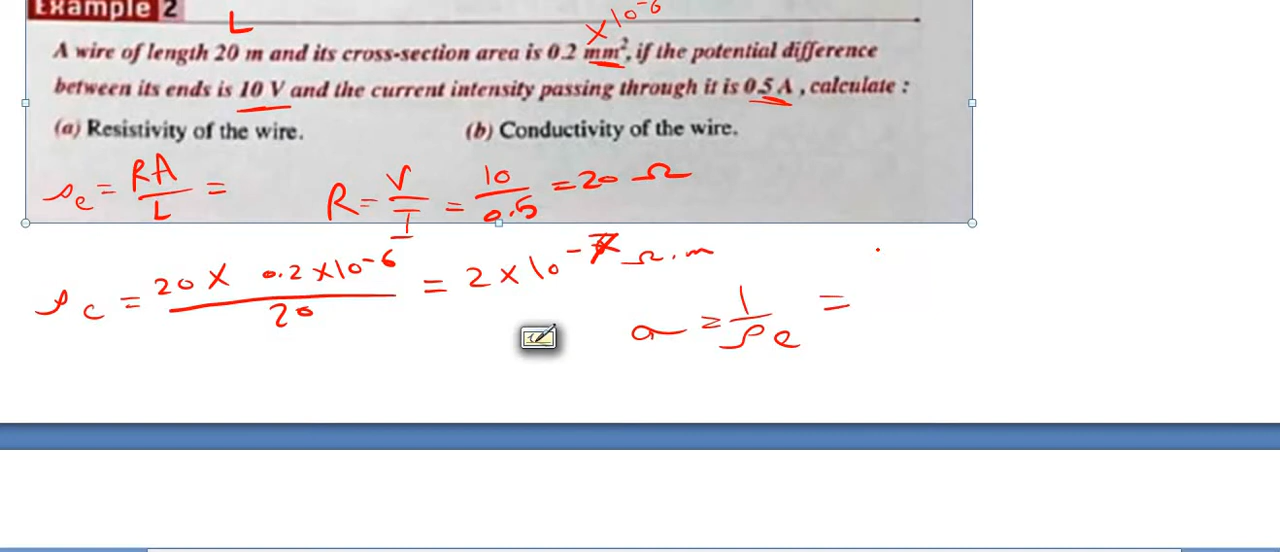 Example 2
L
×10⁻⁶
A wire of length 20 m and its cross-section area is 0.2 mm², if the potential difference
between its ends is 10 V and the current intensity passing through it is 0.5 A , calculate :
(a) Resistivity of the wire. (b) Conductivity of the wire.
ρe = RA/L = R = V/I = 10/0.5 = 20 Ω
ρe = 20 × 0.2 × 10⁻⁶ / 20 = 2 × 10⁻⁷ Ω.m
σ = 1/ρe =